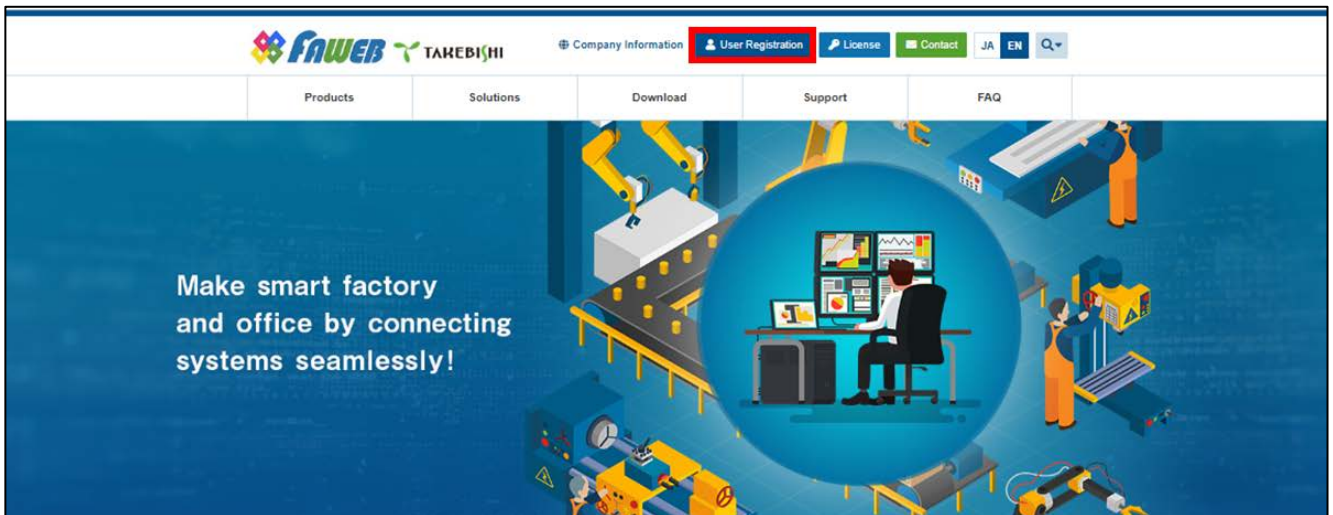 FAWEB TAKEBISHI Company Information User Registration License Contact JA EN
Products Solutions Download Support FAQ
Make smart factory
and office by connecting
systems seamlessly!